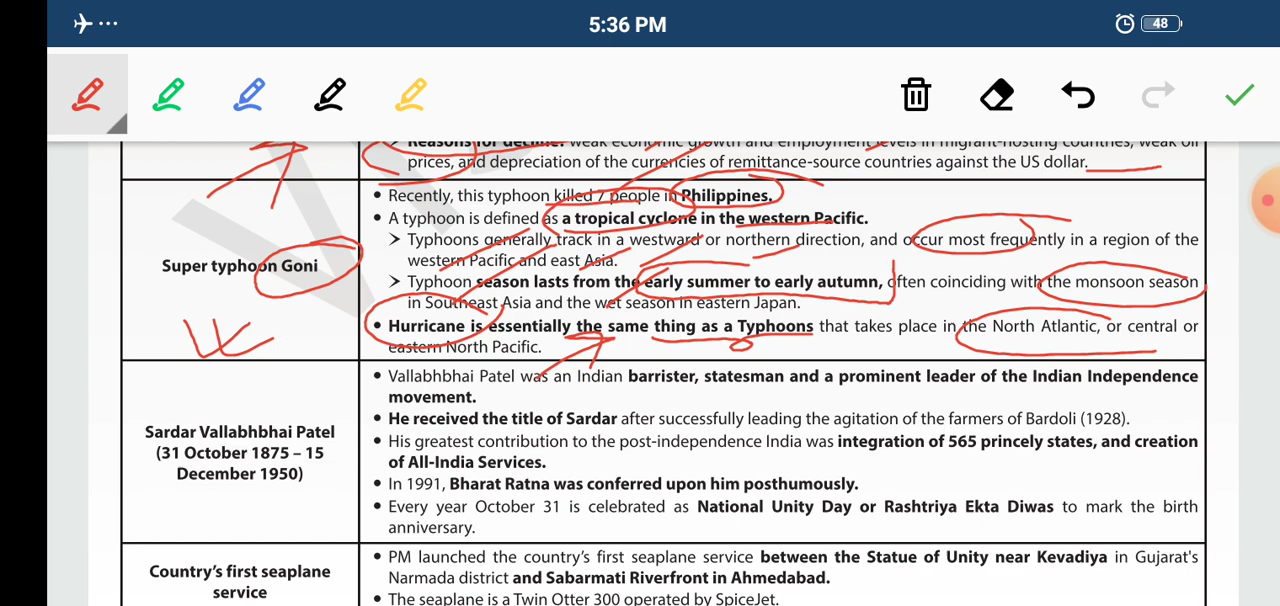 5:36 PM
48
Reasons for decline: weak economic growth and employment levels in migrant-hosting countries, weak oil
prices, and depreciation of the currencies of remittance-source countries against the US dollar.
Super typhoon Goni
• Recently, this typhoon killed 7 people in Philippines.
• A typhoon is defined as a tropical cyclone in the western Pacific.
➢ Typhoons generally track in a westward or northern direction, and occur most frequently in a region of the
western Pacific and east Asia.
➢ Typhoon season lasts from the early summer to early autumn, often coinciding with the monsoon season
in Southeast Asia and the wet season in eastern Japan.
• Hurricane is essentially the same thing as a Typhoons that takes place in the North Atlantic, or central or
eastern North Pacific.
Sardar Vallabhbhai Patel
(31 October 1875 – 15
December 1950)
• Vallabhbhai Patel was an Indian barrister, statesman and a prominent leader of the Indian Independence
movement.
• He received the title of Sardar after successfully leading the agitation of the farmers of Bardoli (1928).
• His greatest contribution to the post-independence India was integration of 565 princely states, and creation
of All-India Services.
• In 1991, Bharat Ratna was conferred upon him posthumously.
• Every year October 31 is celebrated as National Unity Day or Rashtriya Ekta Diwas to mark the birth
anniversary.
Country’s first seaplane
service
• PM launched the country’s first seaplane service between the Statue of Unity near Kevadiya in Gujarat's
Narmada district and Sabarmati Riverfront in Ahmedabad.
• The seaplane is a Twin Otter 300 operated by SpiceJet.